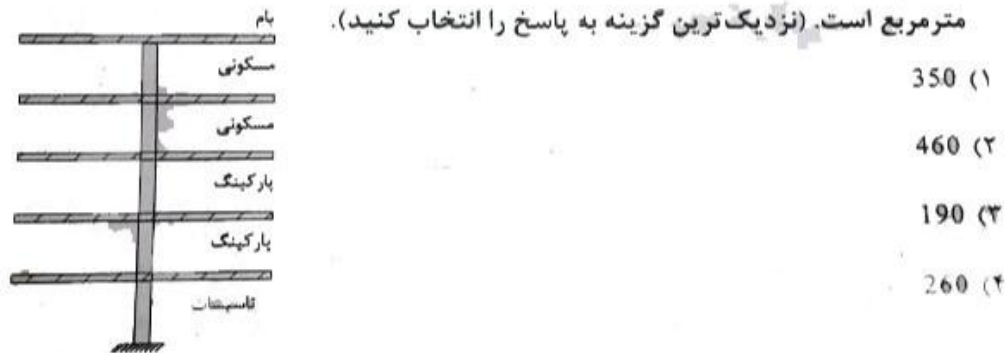 مترمربع است. (نزدیک‌ترین گزینه به پاسخ را انتخاب کنید).
۱) 350
۲) 460
۳) 190
۴) 260
بام
مسکونی
مسکونی
پارکینگ
پارکینگ
تاسیسات